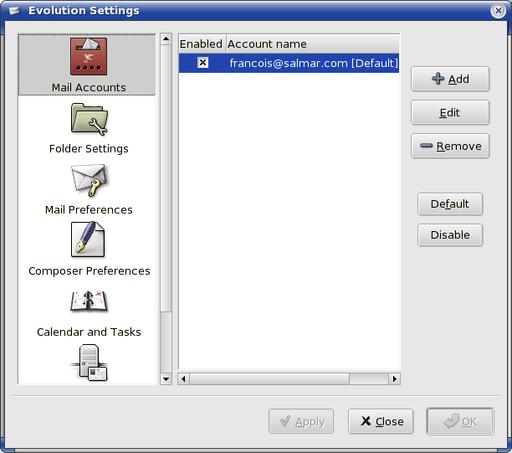 Evolution Settings
Mail Accounts
Folder Settings
Mail Preferences
Composer Preferences
Calendar and Tasks
Enabled Account name
francois@salmar.com [Default]
Add
Edit
Remove
Default
Disable
Apply
Close
OK